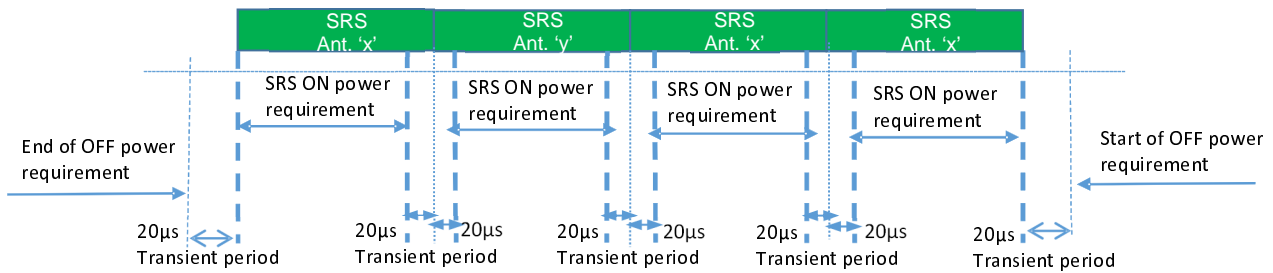 SRS
Ant. ‘x’
SRS
Ant. ‘y’
SRS
Ant. ‘x’
SRS
Ant. ‘x’
SRS ON power
requirement
SRS ON power
requirement
SRS ON power
requirement
SRS ON power
requirement
End of OFF power
requirement
Start of OFF power
requirement
20µs
Transient period
20µs
20µs
Transient period
20µs
20µs
Transient period
20µs
20µs
Transient period
20µs
Transient period